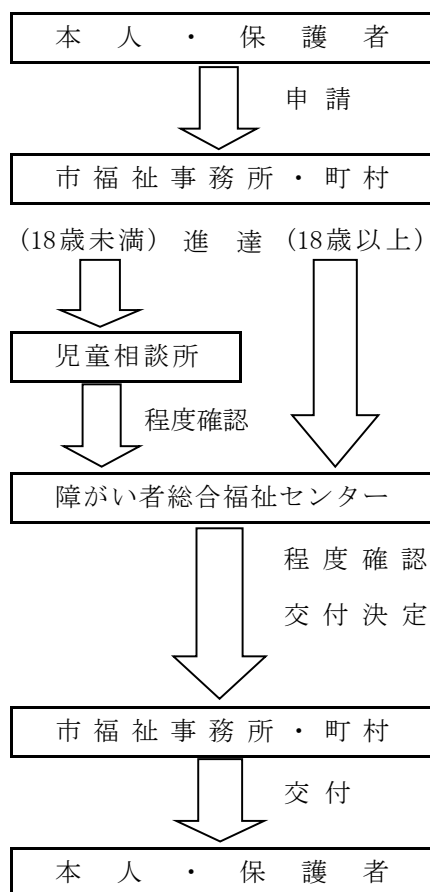 本人・保護者
申請
市福祉事務所・町村
(18歳未満) 進達 (18歳以上)
児童相談所
程度確認
障がい者総合福祉センター
程度確認
交付決定
市福祉事務所・町村
交付
本人・保護者